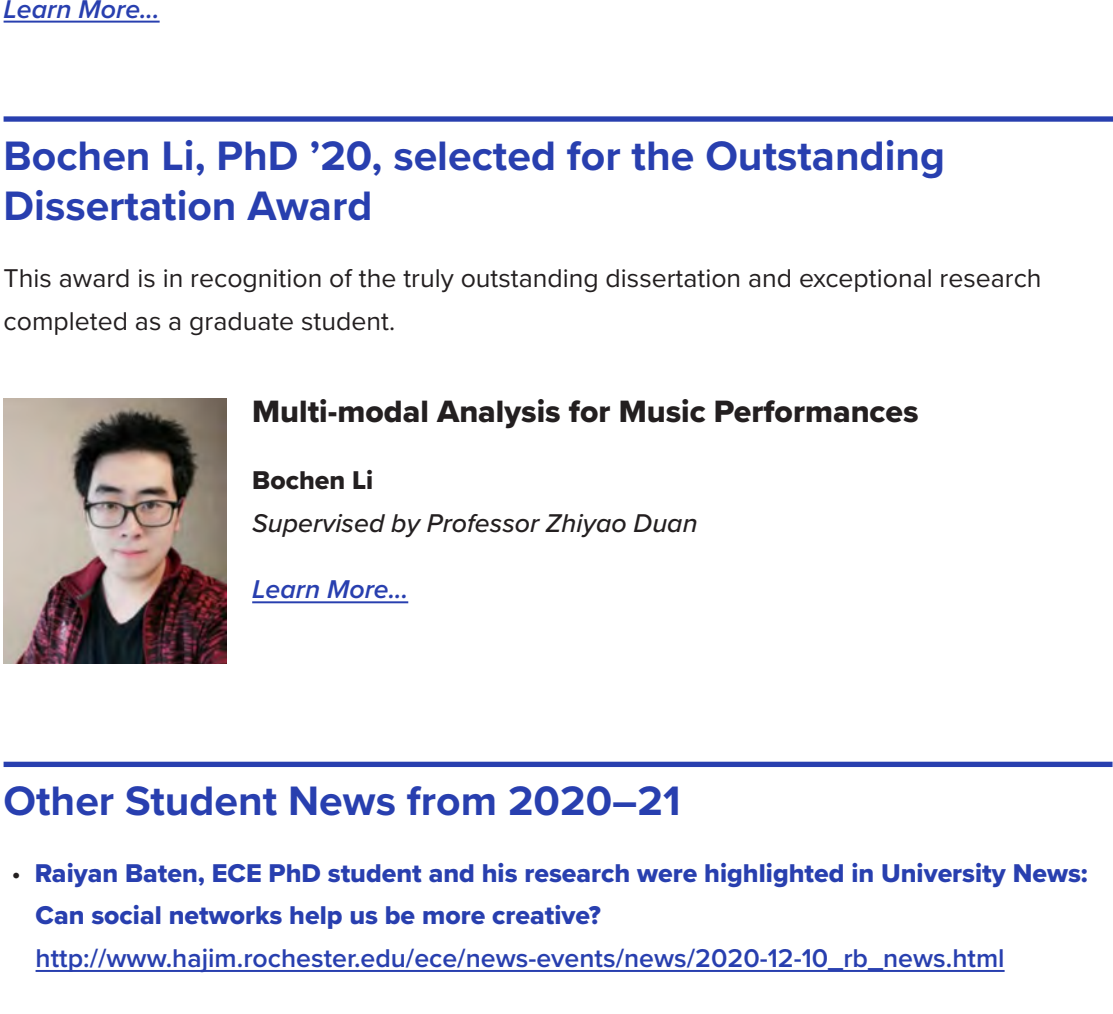 Learn More...
Bochen Li, PhD ’20, selected for the Outstanding
Dissertation Award
This award is in recognition of the truly outstanding dissertation and exceptional research
completed as a graduate student.
Multi-modal Analysis for Music Performances
Bochen Li
Supervised by Professor Zhiyao Duan
Learn More...
Other Student News from 2020–21
• Raiyan Baten, ECE PhD student and his research were highlighted in University News:
Can social networks help us be more creative?
http://www.hajim.rochester.edu/ece/news-events/news/2020-12-10_rb_news.html